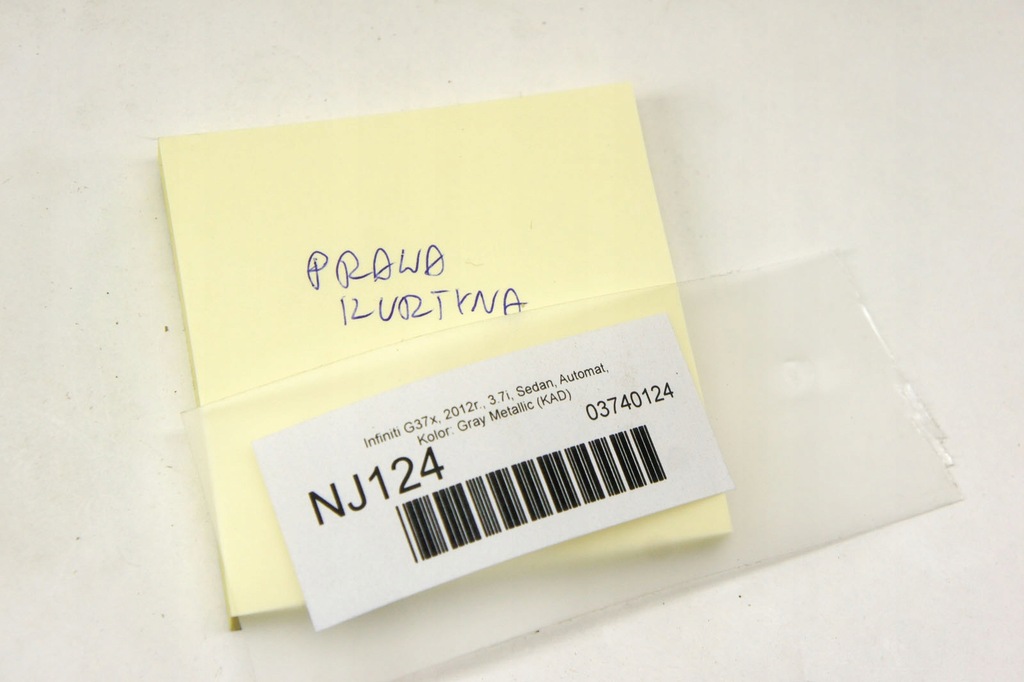 PRAWA
KURTYNA
Infiniti G37x, 2012r., 3.7i, Sedan, Automat,
Kolor: Gray Metallic (KAD)
03740124
NJ124